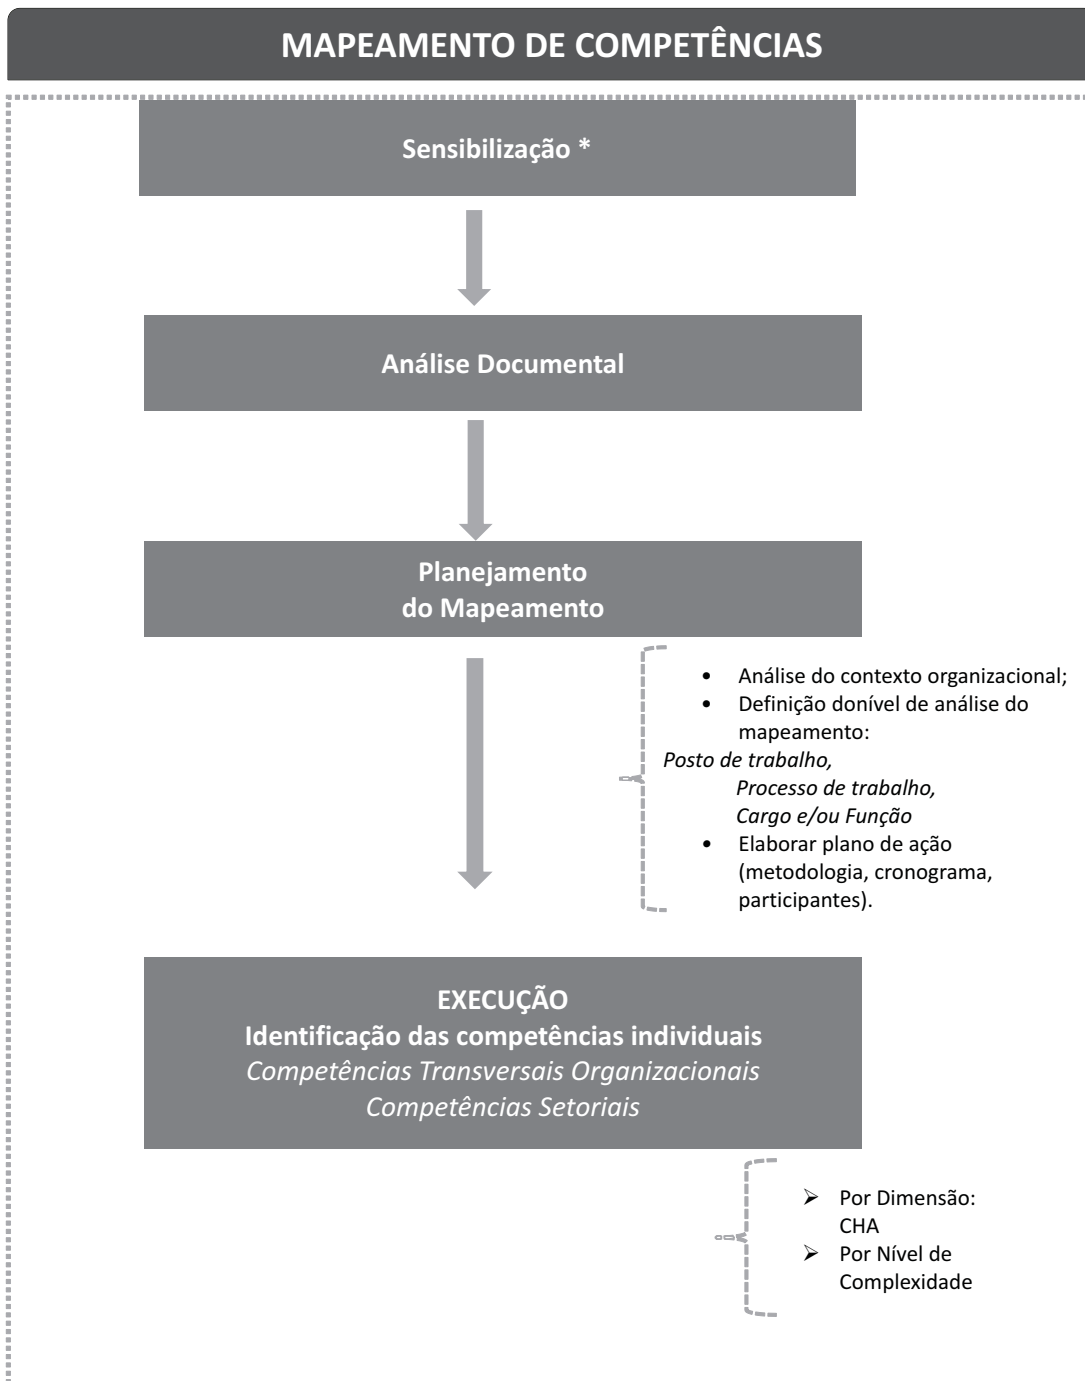 MAPEAMENTO DE COMPETÊNCIAS
Sensibilização *
Análise Documental
Planejamento
do Mapeamento
• Análise do contexto organizacional;
• Definição donível de análise do
mapeamento:
Posto de trabalho,
Processo de trabalho,
Cargo e/ou Função
• Elaborar plano de ação
(metodologia, cronograma,
participantes).
EXECUÇÃO
Identificação das competências individuais
Competências Transversais Organizacionais
Competências Setoriais
➢ Por Dimensão:
CHA
➢ Por Nível de
Complexidade